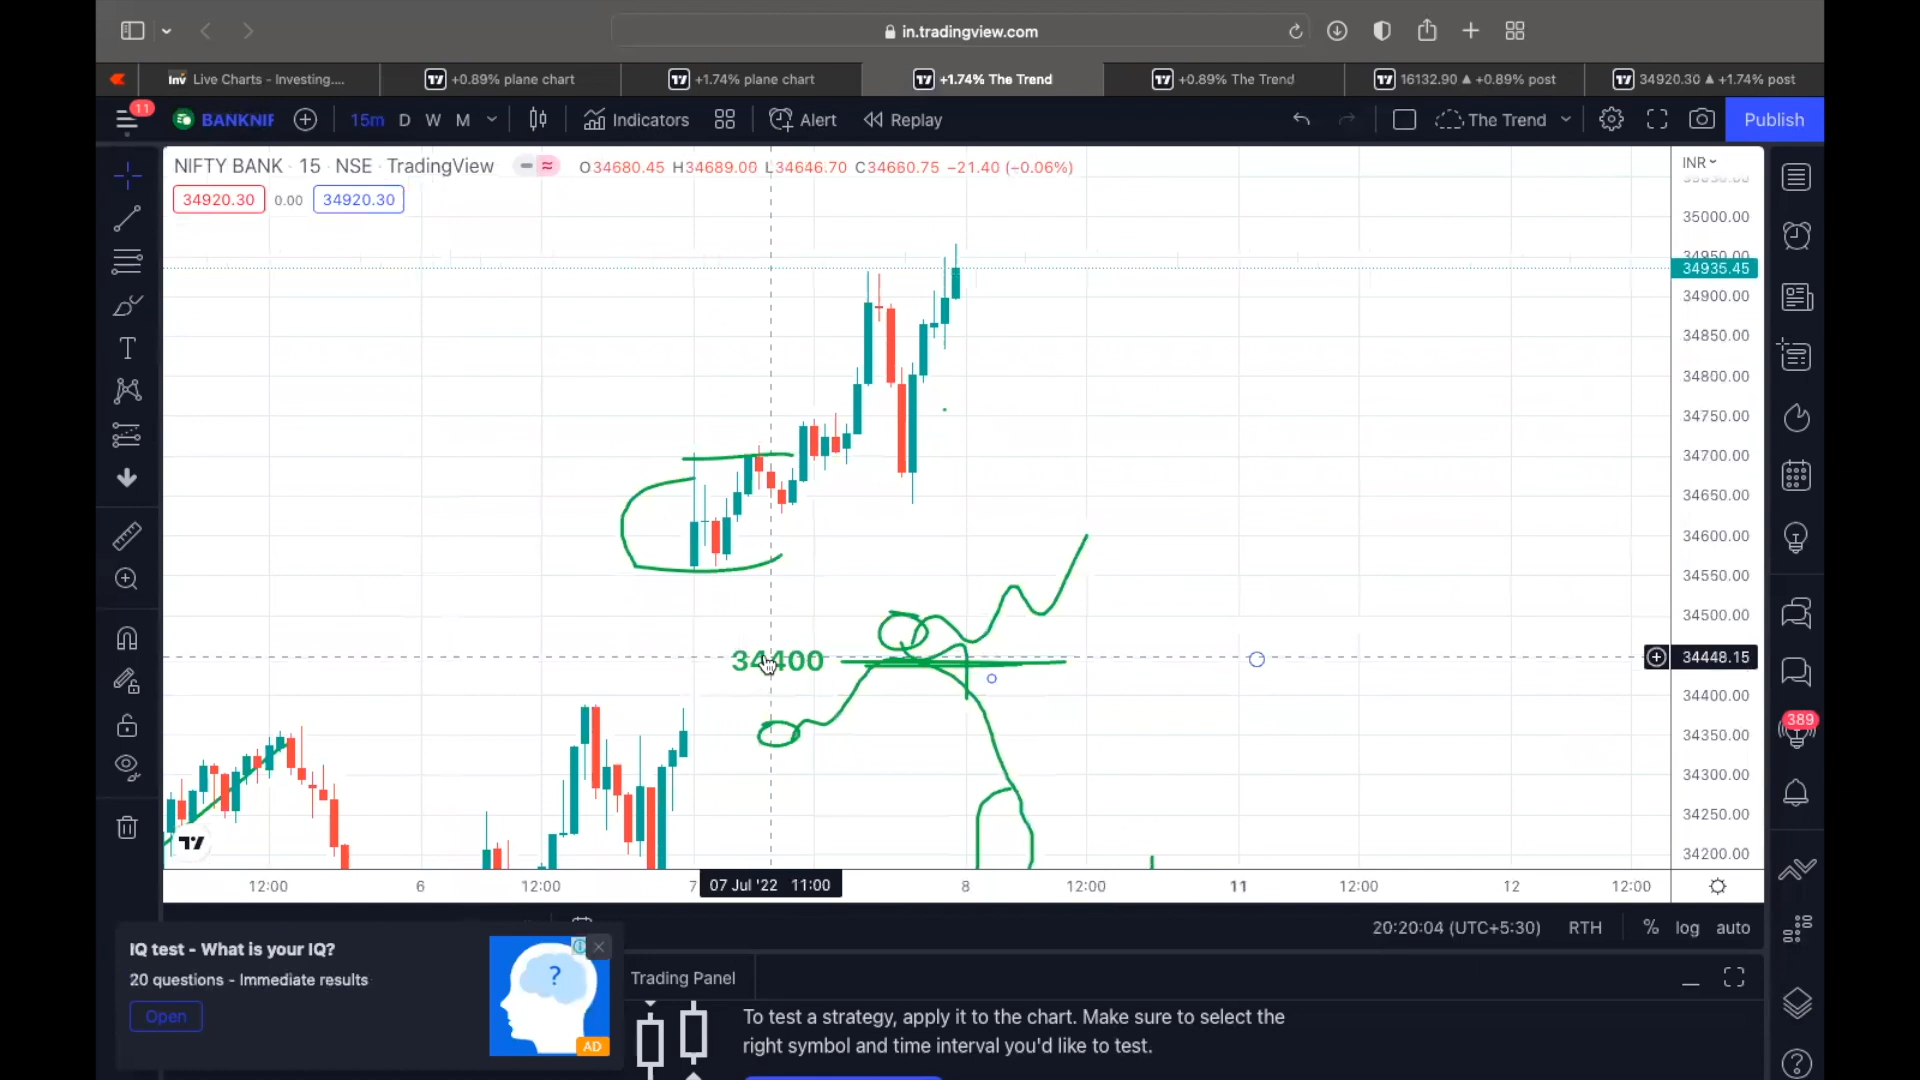 in.tradingview.com
Inv Live Charts - Investing....
+0.89% plane chart
+1.74% plane chart
+1.74% The Trend
+0.89% The Trend
16132.90 ▲ +0.89% post
34920.30 ▲ +1.74% post
11
BANKNIF
15m D W M
Indicators
Alert
Replay
The Trend
Publish
NIFTY BANK · 15 · NSE · TradingView
O34680.45 H34689.00 L34646.70 C34660.75 −21.40 (−0.06%)
34920.30 0.00 34920.30
INR
35000.00
34950.00
34935.45
34900.00
34850.00
34800.00
34750.00
34700.00
34650.00
34600.00
34550.00
34500.00
34400
34448.15
34400.00
34350.00
34300.00
34250.00
34200.00
389
12:00 6 12:00 7 07 Jul '22 11:00 8 12:00 11 12:00 12 12:00
20:20:04 (UTC+5:30) RTH % log auto
IQ test - What is your IQ?
20 questions - Immediate results
Open
?
AD
Trading Panel
To test a strategy, apply it to the chart. Make sure to select the
right symbol and time interval you'd like to test.